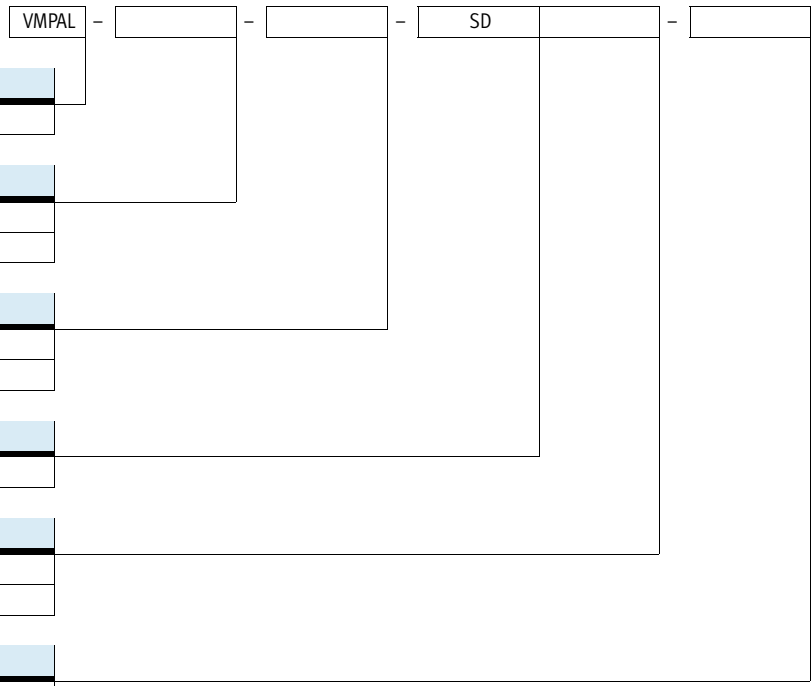 VMPAL – – – SD –